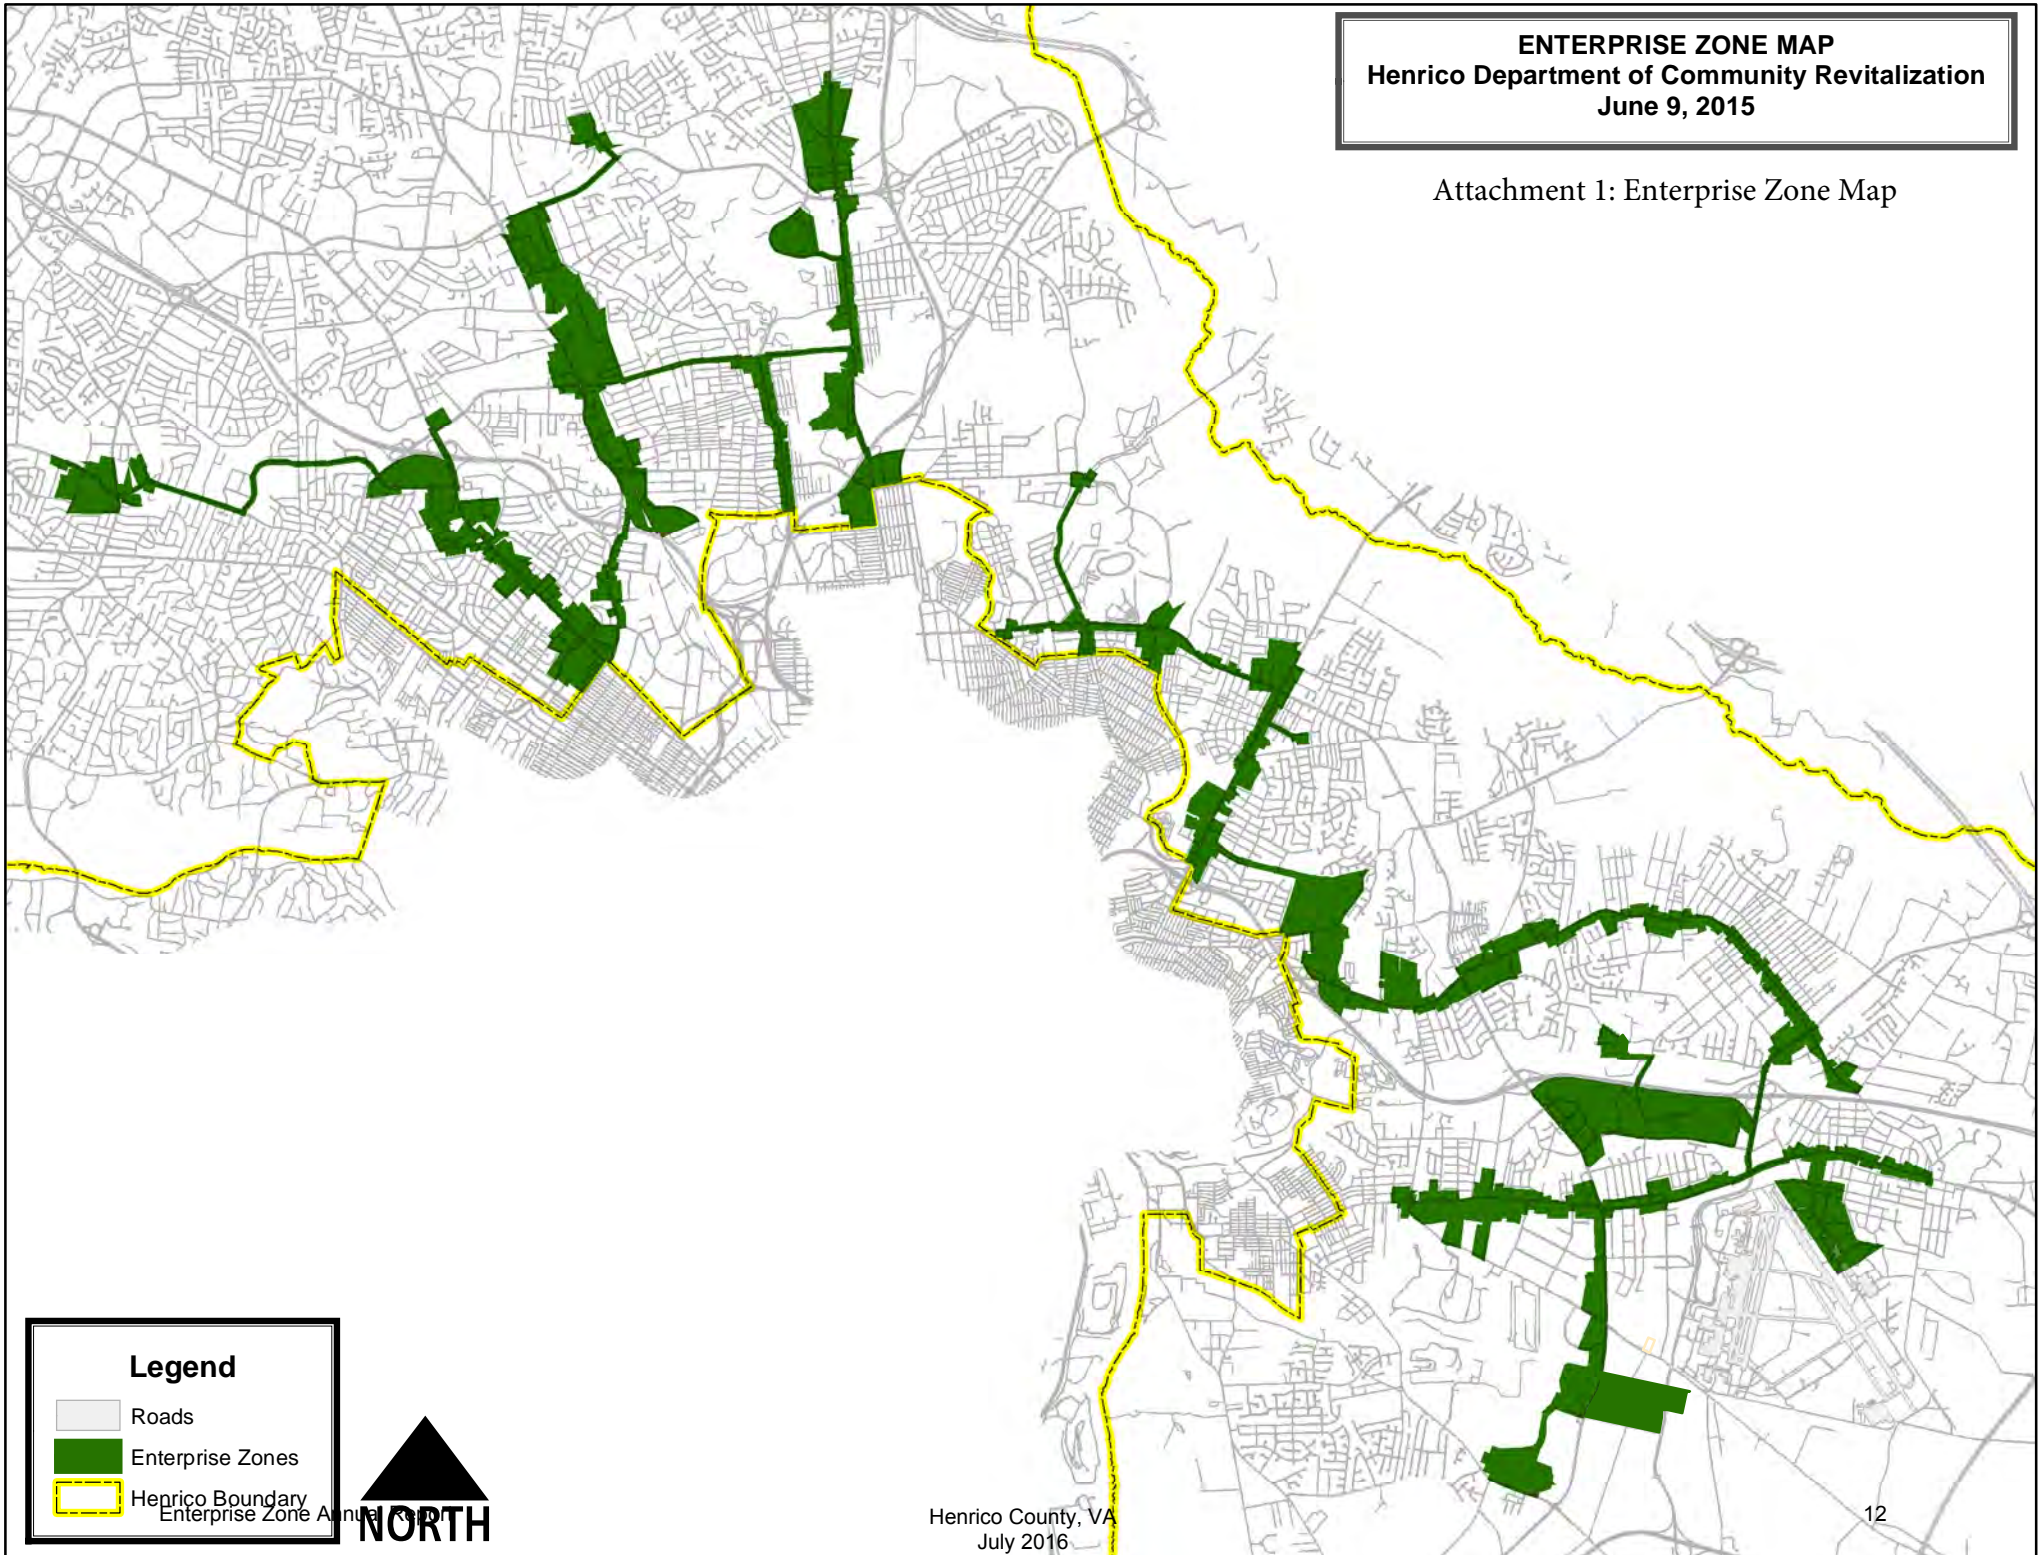 ENTERPRISE ZONE MAP
Henrico Department of Community Revitalization
June 9, 2015
Attachment 1: Enterprise Zone Map
Legend
Roads
Enterprise Zones
Henrico Boundary
Enterprise Zone Annual Report
NORTH
Henrico County, VA
July 2016
12